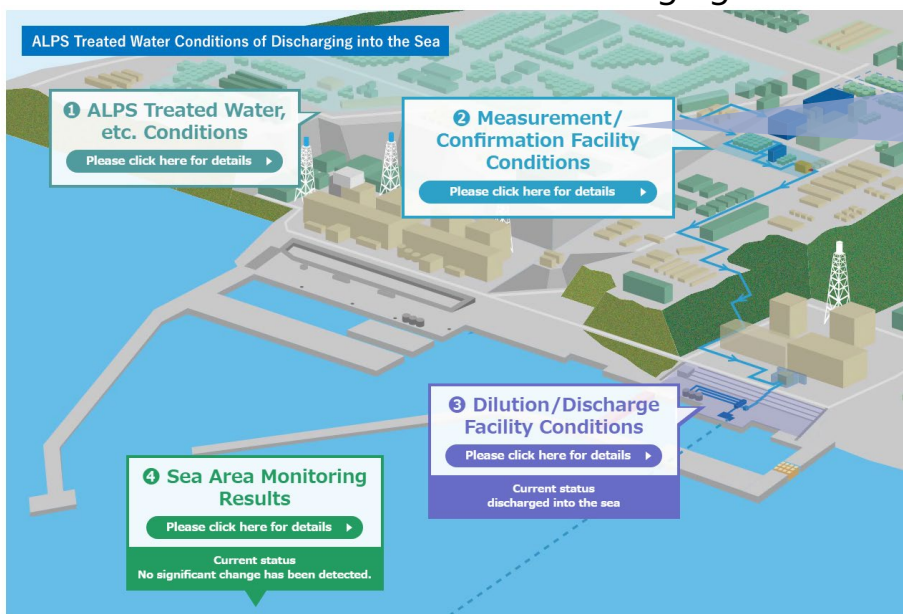 ALPS Treated Water Conditions of Discharging into the Sea
❶ ALPS Treated Water,
etc. Conditions
Please click here for details
❷ Measurement/
Confirmation Facility
Conditions
Please click here for details
❸ Dilution/Discharge
Facility Conditions
Please click here for details
Current status
discharged into the sea
❹ Sea Area Monitoring
Results
Please click here for details
Current status
No significant change has been detected.